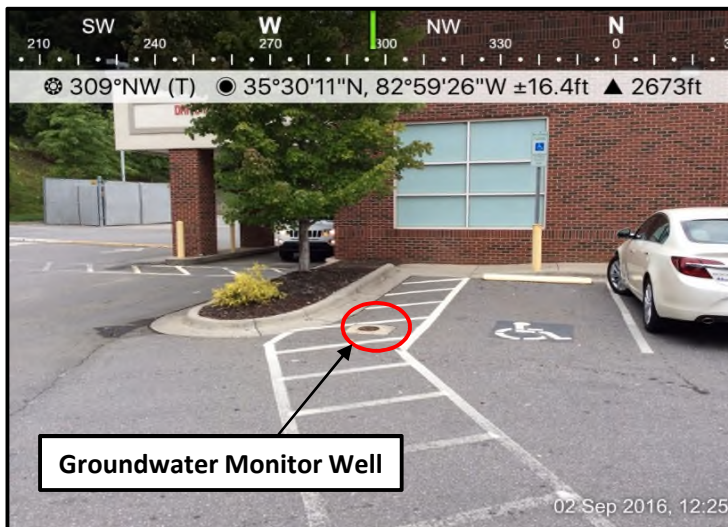 SW W NW N
210 240 270 300 330 0
309°NW (T) 35°30'11"N, 82°59'26"W ±16.4ft ▲ 2673ft
Groundwater Monitor Well
02 Sep 2016, 12:25